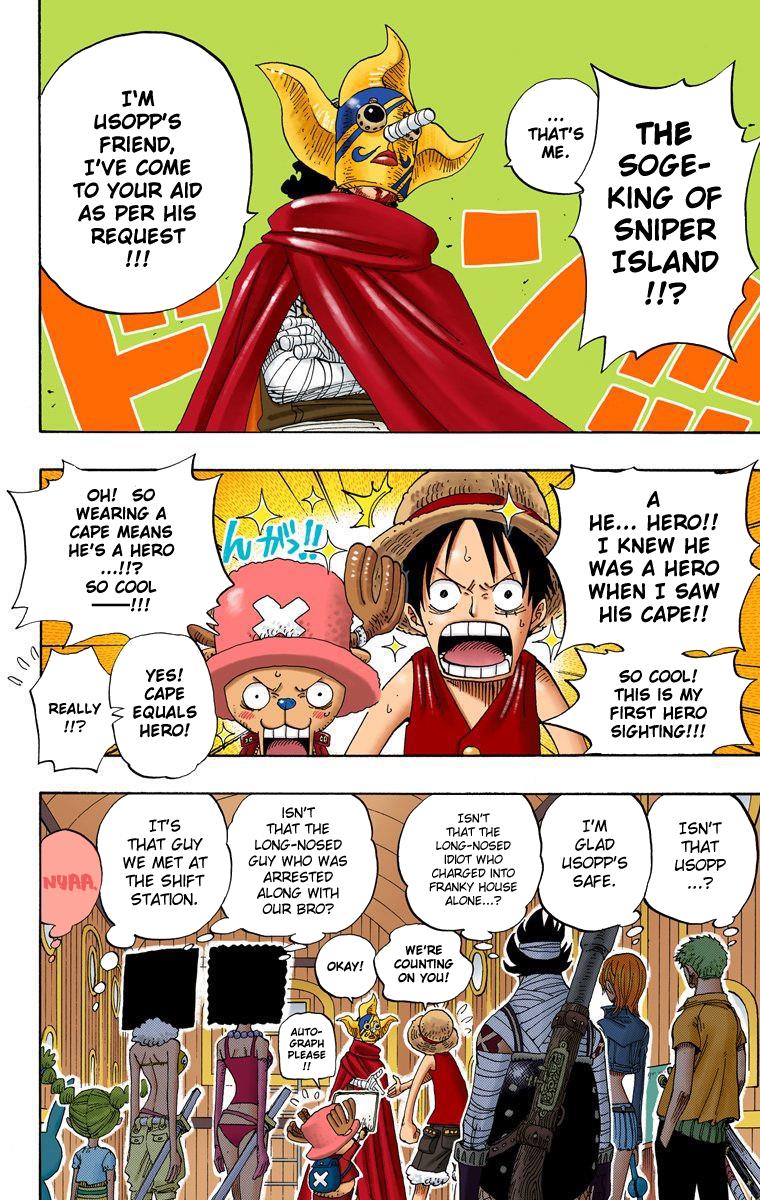 THE
SOGE-
KING OF
SNIPER
ISLAND
!!?
...
THAT'S
ME.
I'M
USOPP'S
FRIEND,
I'VE COME
TO YOUR AID
AS PER HIS
REQUEST
!!!
ドン
A
HE... HERO!!
I KNEW HE
WAS A HERO
WHEN I SAW
HIS CAPE!!
SO COOL!
THIS IS MY
FIRST HERO
SIGHTING!!!
んがっ!!
OH! SO
WEARING A
CAPE MEANS
HE'S A HERO
...!!?
SO COOL
——!!!
YES!
CAPE
EQUALS
HERO!
REALLY
!!?
ISN'T
THAT
USOPP
...?
I'M
GLAD
USOPP'S
SAFE.
ISN'T
THAT THE
LONG-NOSED
IDIOT WHO
CHARGED INTO
FRANKY HOUSE
ALONE...?
WE'RE
COUNTING
ON YOU!
OKAY!
AUTO-
GRAPH
PLEASE
!!
ISN'T
THAT THE
LONG-NOSED
GUY WHO WAS
ARRESTED
ALONG WITH
OUR BRO?
IT'S
THAT GUY
WE MET AT
THE SHIFT
STATION.
NYAA.